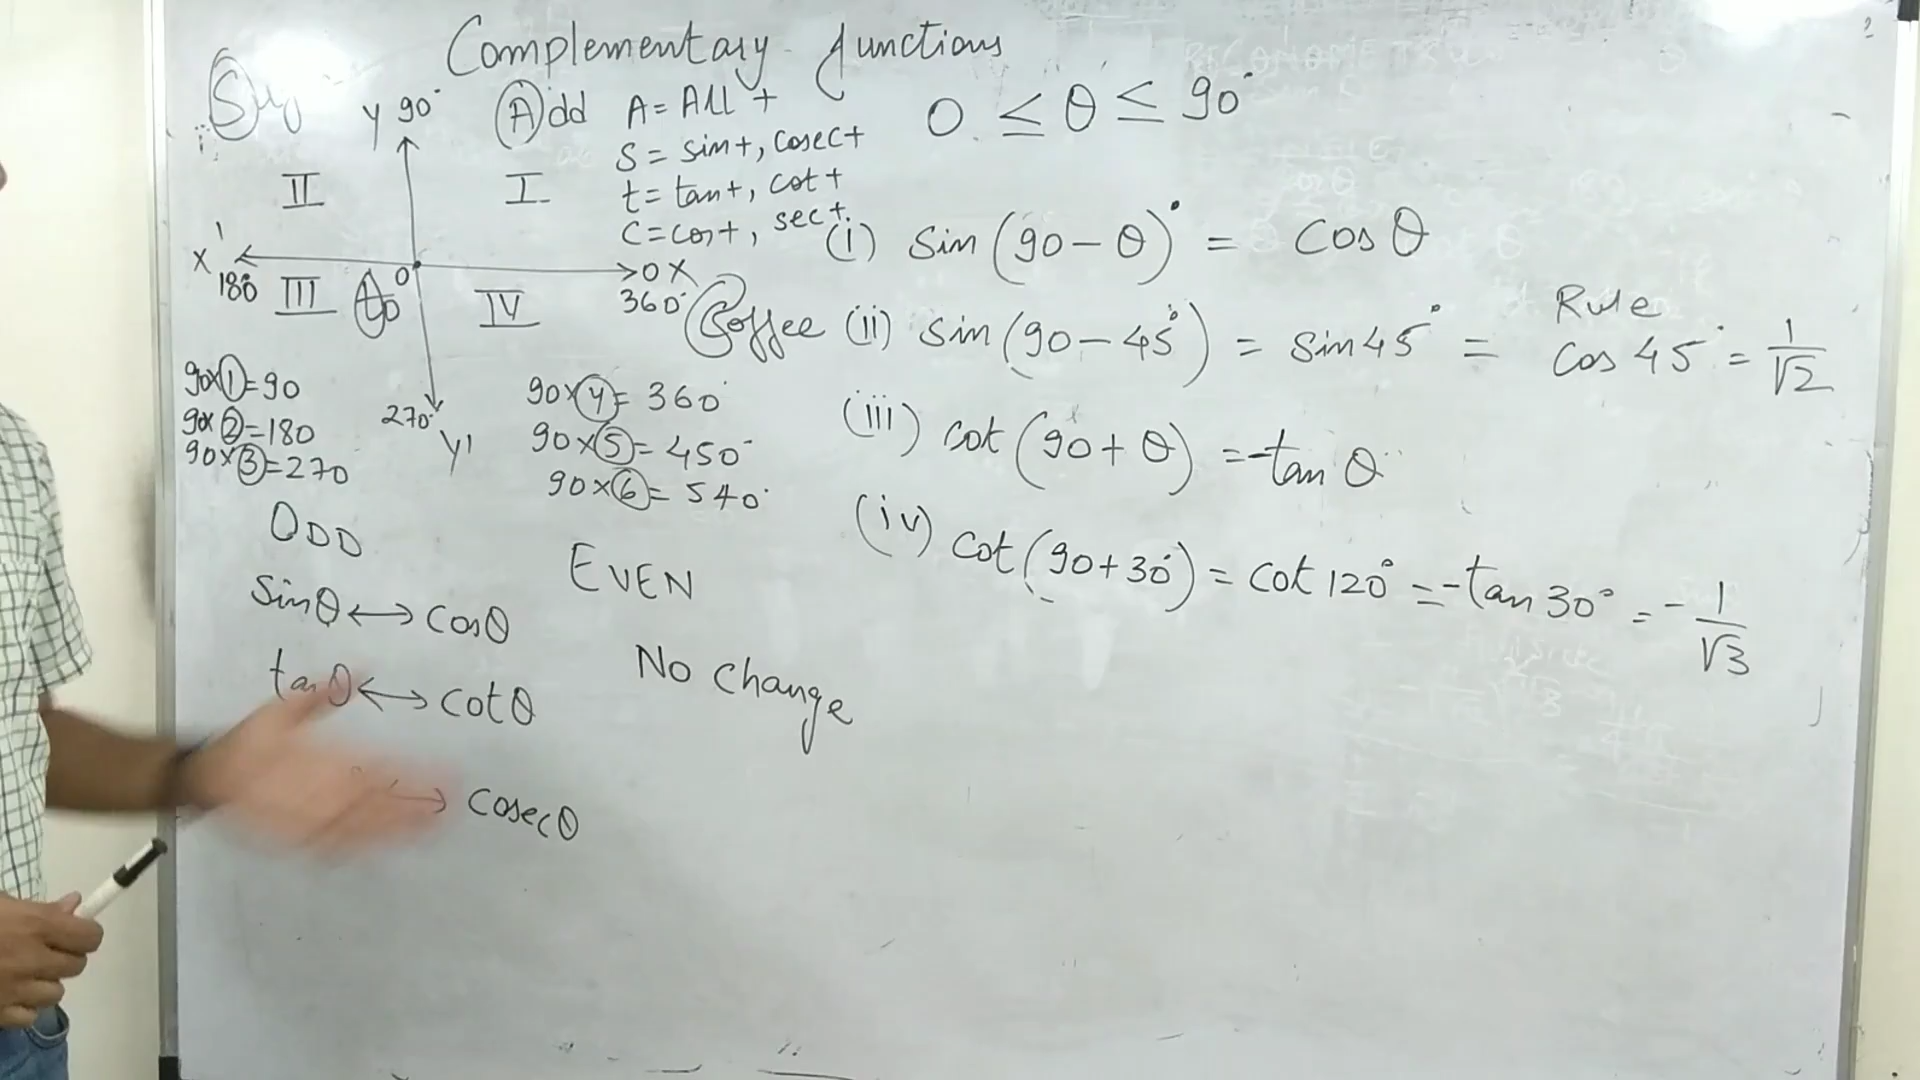 Complementary functions
y 90°
Add
A = All +
S = sin+, cosec+
t = tan+, cot+
C = cos+, sec+
0 ≤ θ ≤ 90°
II
I
X'
180
III
0
To
IV
>0 X
360°
Coffee
270°
Y'
(i) Sin (90 - θ)° = Cos θ
(ii) Sin (90 - 45°) = Sin 45° = Cos 45° = 1/√2
Rule
(iii) Cot (90 + θ) = -tan θ
(iv) Cot (90 + 30°) = Cot 120° = -tan 30° = - 1/√3
90×1=90
90×2=180
90×3=270
90×4=360°
90×5=450°
90×6=540°
ODD
EVEN
Sinθ ↔ Cosθ
tanθ ↔ Cotθ
→ Cosecθ
No Change